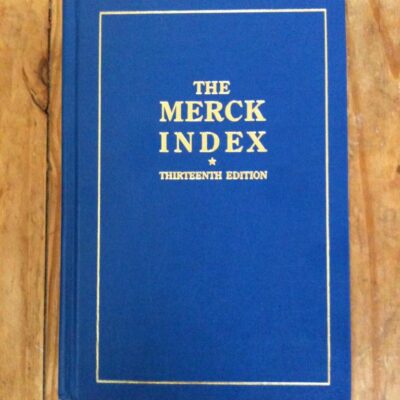 THE
MERCK
INDEX
THIRTEENTH EDITION